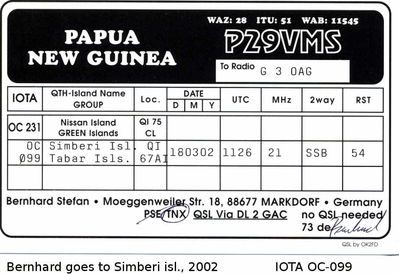 WAZ: 28 ITU: 51 WAB: 11545
PAPUA
NEW GUINEA
P29VMS
To Radio G 3 OAG
IOTA QTH-Island Name GROUP Loc. DATE D M Y UTC MHz 2way RST
OC 231 Nissan Island GREEN Islands QI 75 CL
OC 099 Simberi Isl. Tabar Isls. QI 67AI 180302 1126 21 SSB 54
Bernhard Stefan • Moeggenweiler Str. 18, 88677 MARKDORF • Germany
PSE/TNX QSL Via DL 2 GAC no QSL needed
73 de Bernhard
QSL by OK2FD
Bernhard goes to Simberi isl., 2002 IOTA OC-099